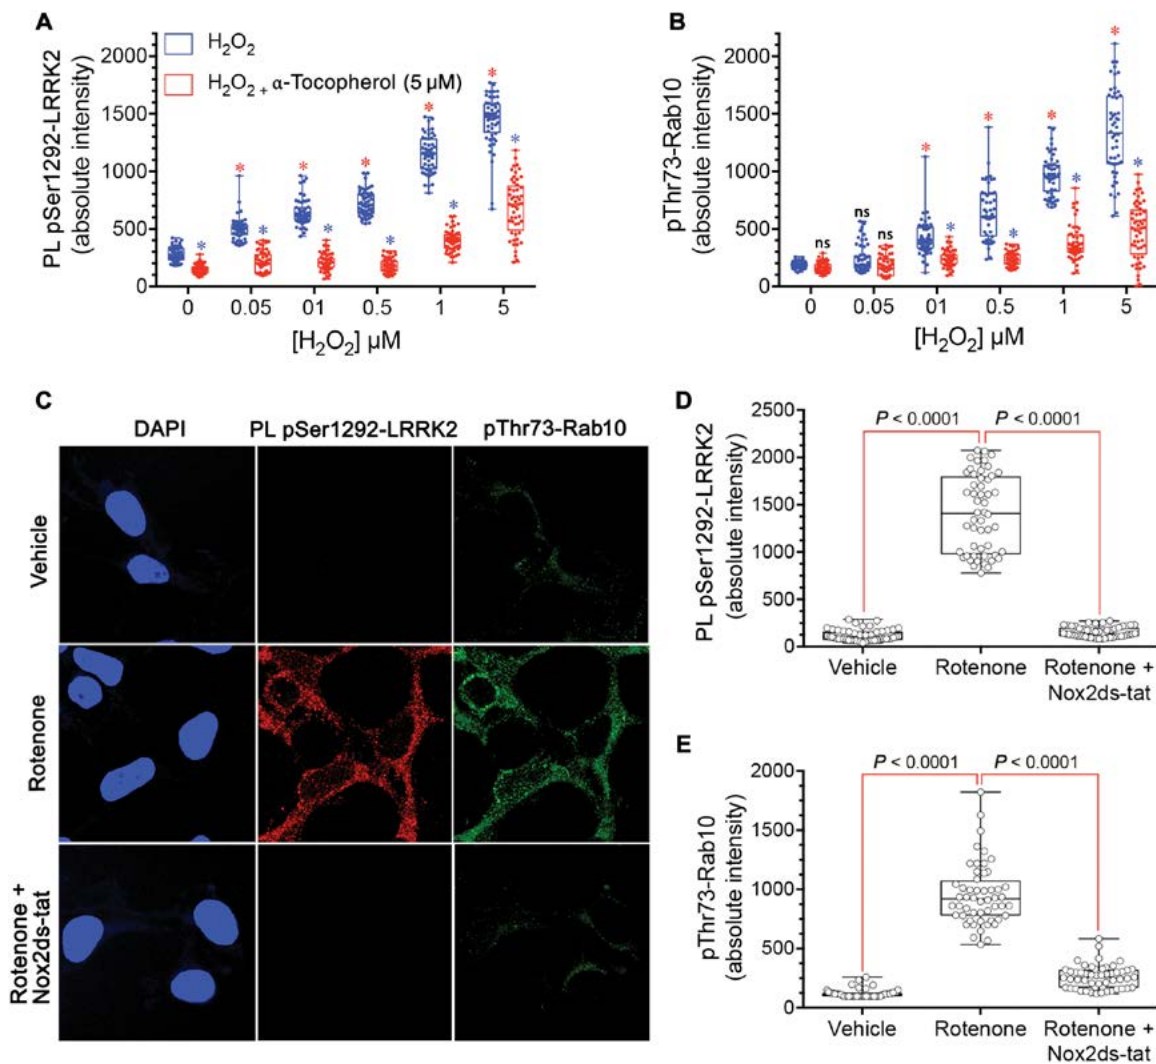 A
H₂O₂
H₂O₂ + α-Tocopherol (5 µM)
PL pSer1292-LRRK2
(absolute intensity)
2000
1500
1000
500
0
* * * * * *
* * * * *
0 0.05 01 0.5 1 5
[H₂O₂] µM
B
pThr73-Rab10
(absolute intensity)
2000
1500
1000
500
0
ns ns ns * * * * * * * *
0 0.05 01 0.5 1 5
[H₂O₂] µM
C
DAPI PL pSer1292-LRRK2 pThr73-Rab10
Vehicle
Rotenone
Rotenone +
Nox2ds-tat
D
PL pSer1292-LRRK2
(absolute intensity)
P < 0.0001 P < 0.0001
2500
2000
1500
1000
500
0
Vehicle Rotenone Rotenone +
Nox2ds-tat
E
pThr73-Rab10
(absolute intensity)
P < 0.0001 P < 0.0001
2000
1500
1000
500
0
Vehicle Rotenone Rotenone +
Nox2ds-tat